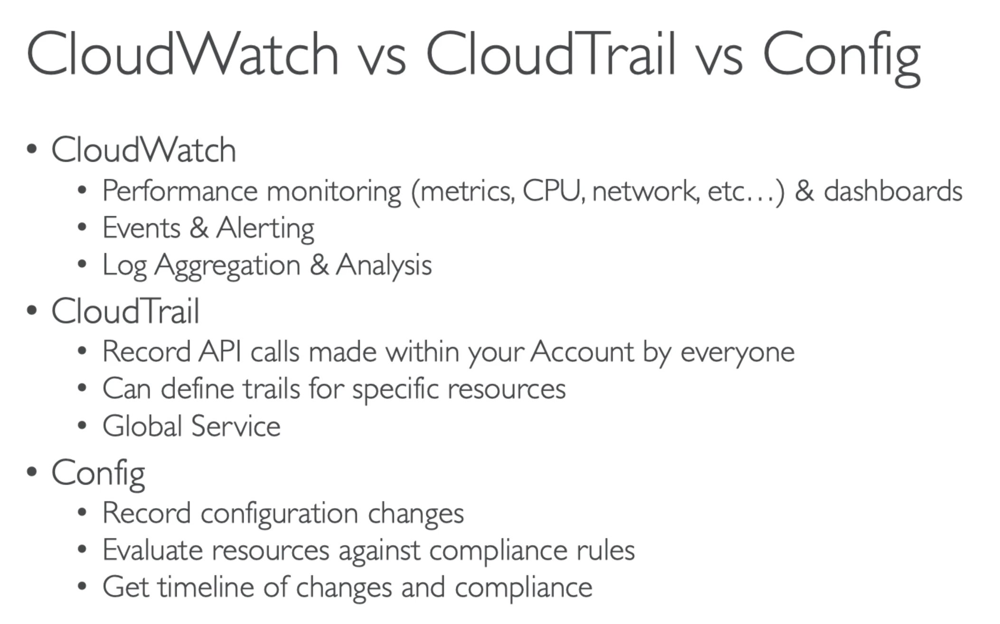 CloudWatch vs CloudTrail vs Config
• CloudWatch
• Performance monitoring (metrics, CPU, network, etc…) & dashboards
• Events & Alerting
• Log Aggregation & Analysis
• CloudTrail
• Record API calls made within your Account by everyone
• Can define trails for specific resources
• Global Service
• Config
• Record configuration changes
• Evaluate resources against compliance rules
• Get timeline of changes and compliance